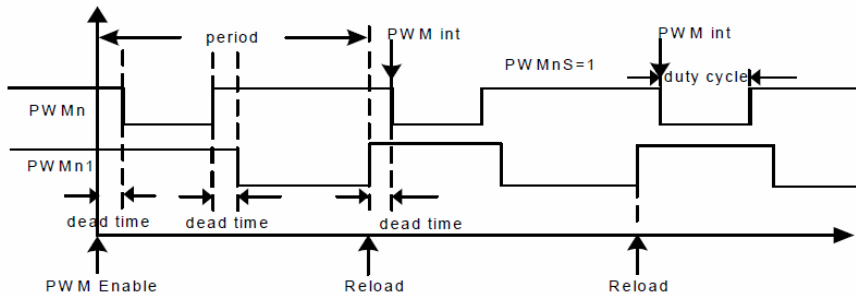 period
PWM int
PWM int
PWMnS=1
duty cycle
PWMn
PWMn1
dead time
dead time
dead time
PWM Enable
Reload
Reload